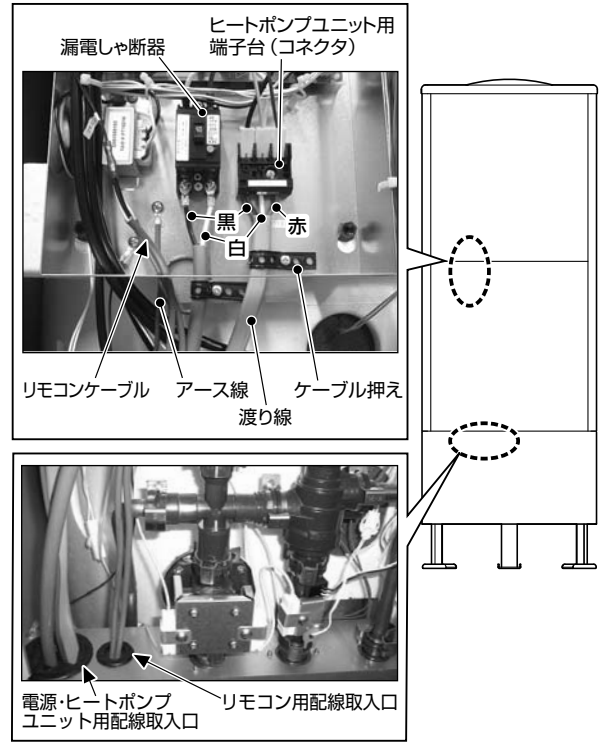 ヒートポンプユニット用
端子台(コネクタ)
漏電しゃ断器
黒
赤
白
リモコンケーブル
アース線
ケーブル押え
渡り線
電源・ヒートポンプ
ユニット用配線取入口
リモコン用配線取入口